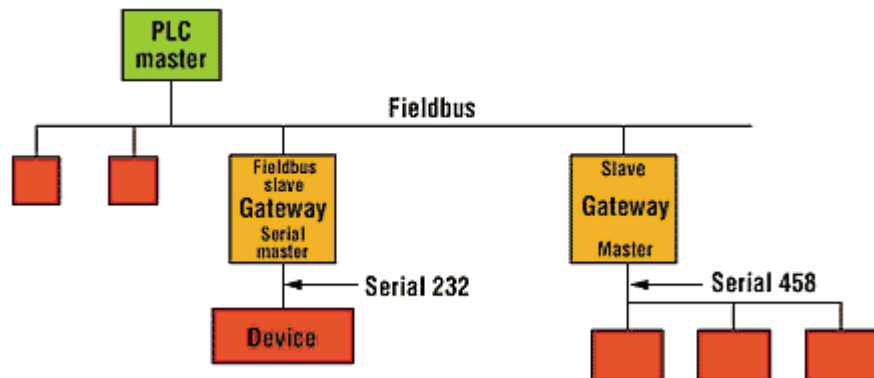 PLC
master
Fieldbus
Fieldbus
slave
Gateway
Serial
master
Slave
Gateway
Master
Serial 232
Serial 458
Device